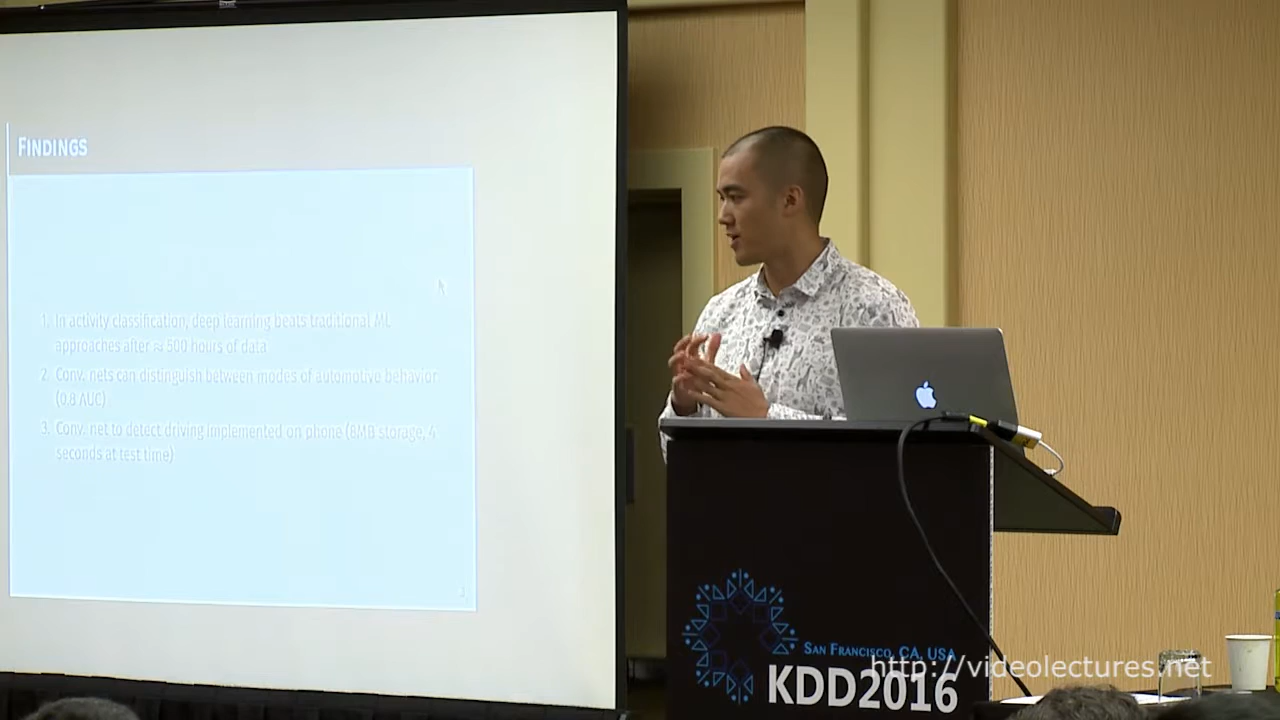 FINDINGS
1. In activity classification, deep learning beats traditional ML
approaches after ≈ 500 hours of data
2. Conv. nets can distinguish between modes of automotive behavior
(0.8 AUC)
3. Conv. net to detect driving implemented on phone (8MB storage, 4
seconds at test time)
SAN FRANCISCO, CA, USA
http://videolectures.net
KDD2016